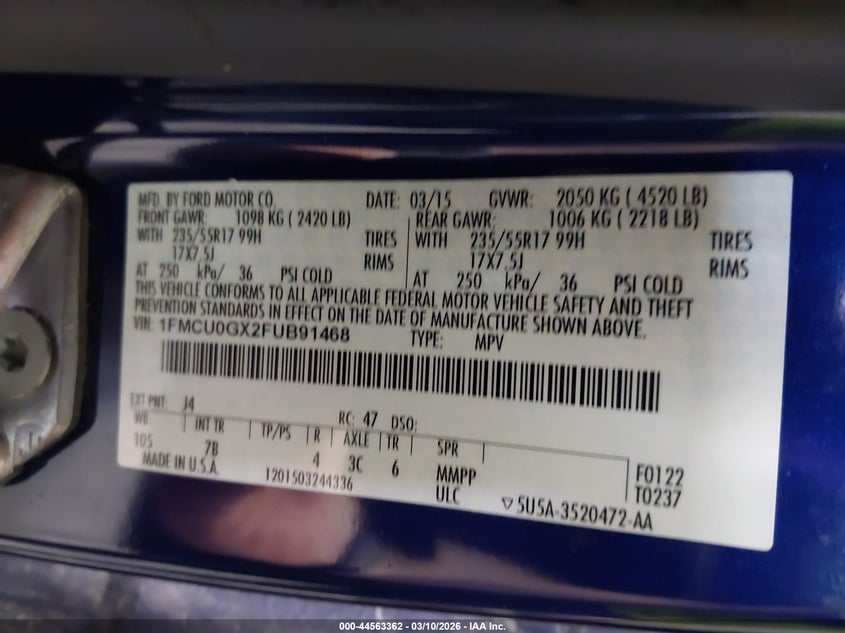 MFD. BY FORD MOTOR CO. DATE: 03/15 GVWR: 2050 KG ( 4520 LB)
FRONT GAWR: 1098 KG ( 2420 LB) REAR GAWR: 1006 KG ( 2218 LB)
WITH 235/55R17 99H TIRES WITH 235/55R17 99H TIRES
17X7.5J RIMS 17X7.5J RIMS
AT 250 kPa/ 36 PSI COLD AT 250 kPa/ 36 PSI COLD
THIS VEHICLE CONFORMS TO ALL APPLICABLE FEDERAL MOTOR VEHICLE SAFETY AND THEFT
PREVENTION STANDARDS IN EFFECT ON THE DATE OF MANUFACTURE SHOWN ABOVE.
VIN: 1FMCU0GX2FUB91468 TYPE: MPV
EXT PNT: J4 RC: 47 DSO:
WB INT TR TP/PS R AXLE TR SPR
105 7B 4 3C 6 MMPP F0122
MADE IN U.S.A. 1201503244336 ULC T0237
▽5U5A-3520472-AA
000-44563362 - 03/10/2026 - IAA Inc.